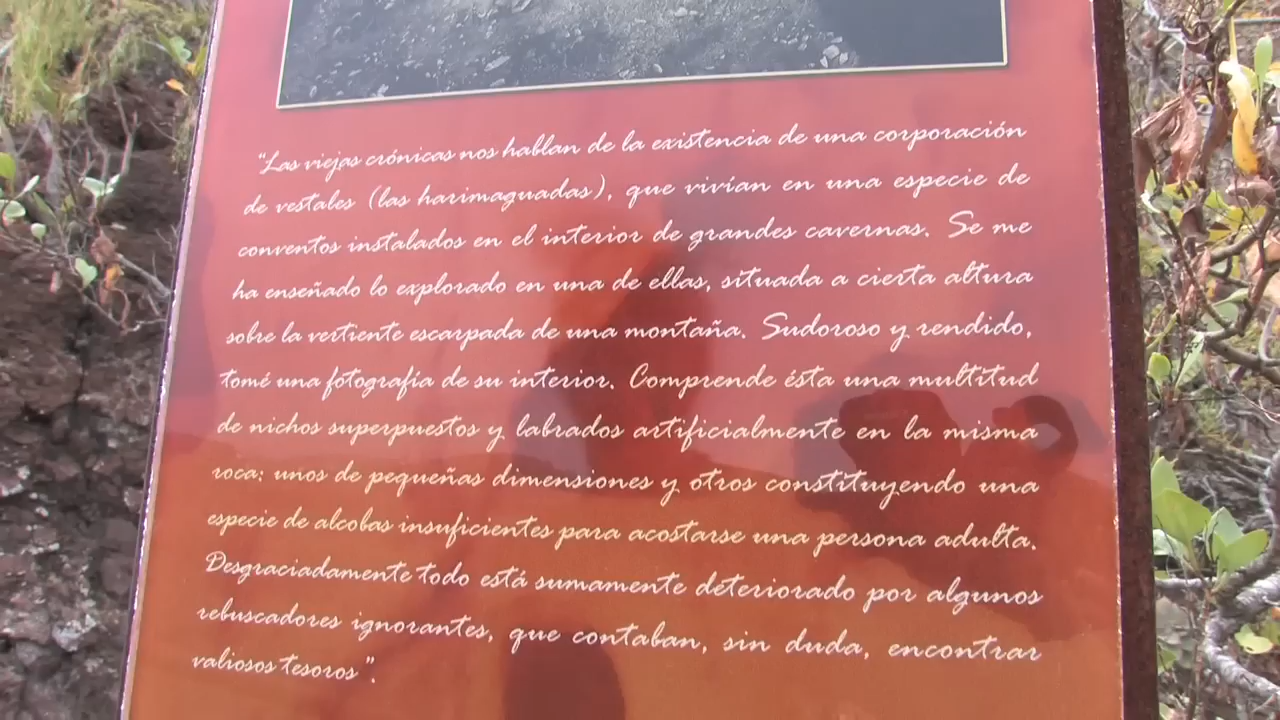 "Las viejas crónicas nos hablan de la existencia de una corporación
de vestales (las harimaguadas), que vivían en una especie de
conventos instalados en el interior de grandes cavernas. Se me
ha enseñado lo explorado en una de ellas, situada a cierta altura
sobre la vertiente escarpada de una montaña. Sudoroso y rendido,
tomé una fotografía de su interior. Comprende ésta una multitud
de nichos superpuestos y labrados artificialmente en la misma
roca: unos de pequeñas dimensiones y otros constituyendo una
especie de alcobas insuficientes para acostarse una persona adulta.
Desgraciadamente todo está sumamente deteriorado por algunos
rebuscadores ignorantes, que contaban, sin duda, encontrar
valiosos tesoros".